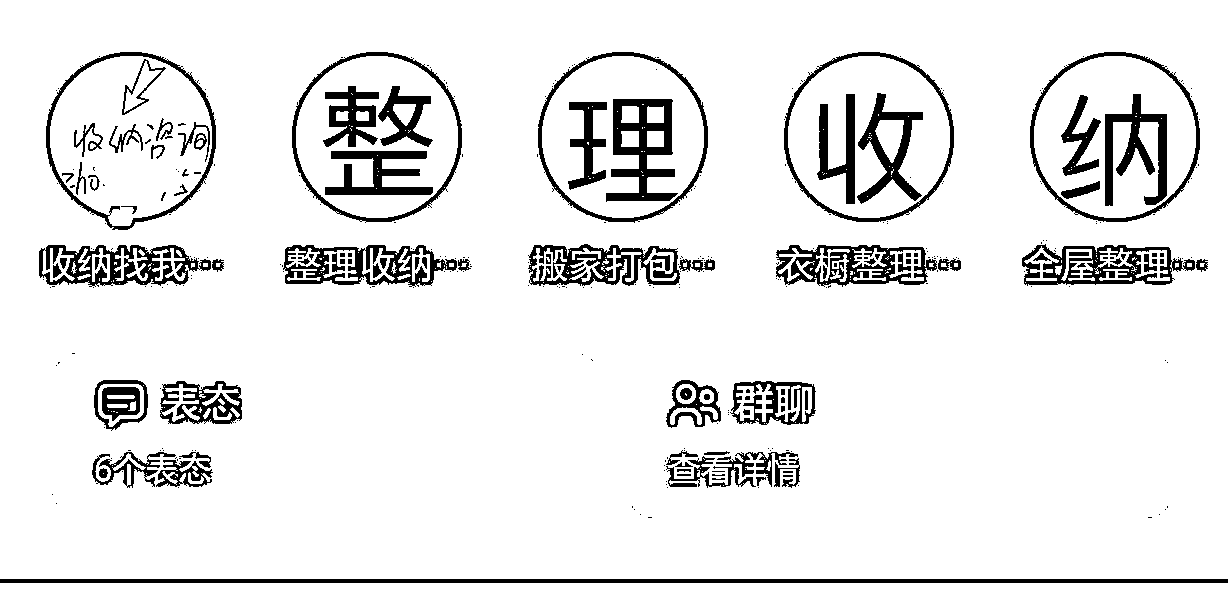 收纳咨询
整
理
收
纳
收纳找我…
整理收纳…
搬家打包…
衣橱整理…
全屋整理…
表态
群聊
6个表态
查看详情